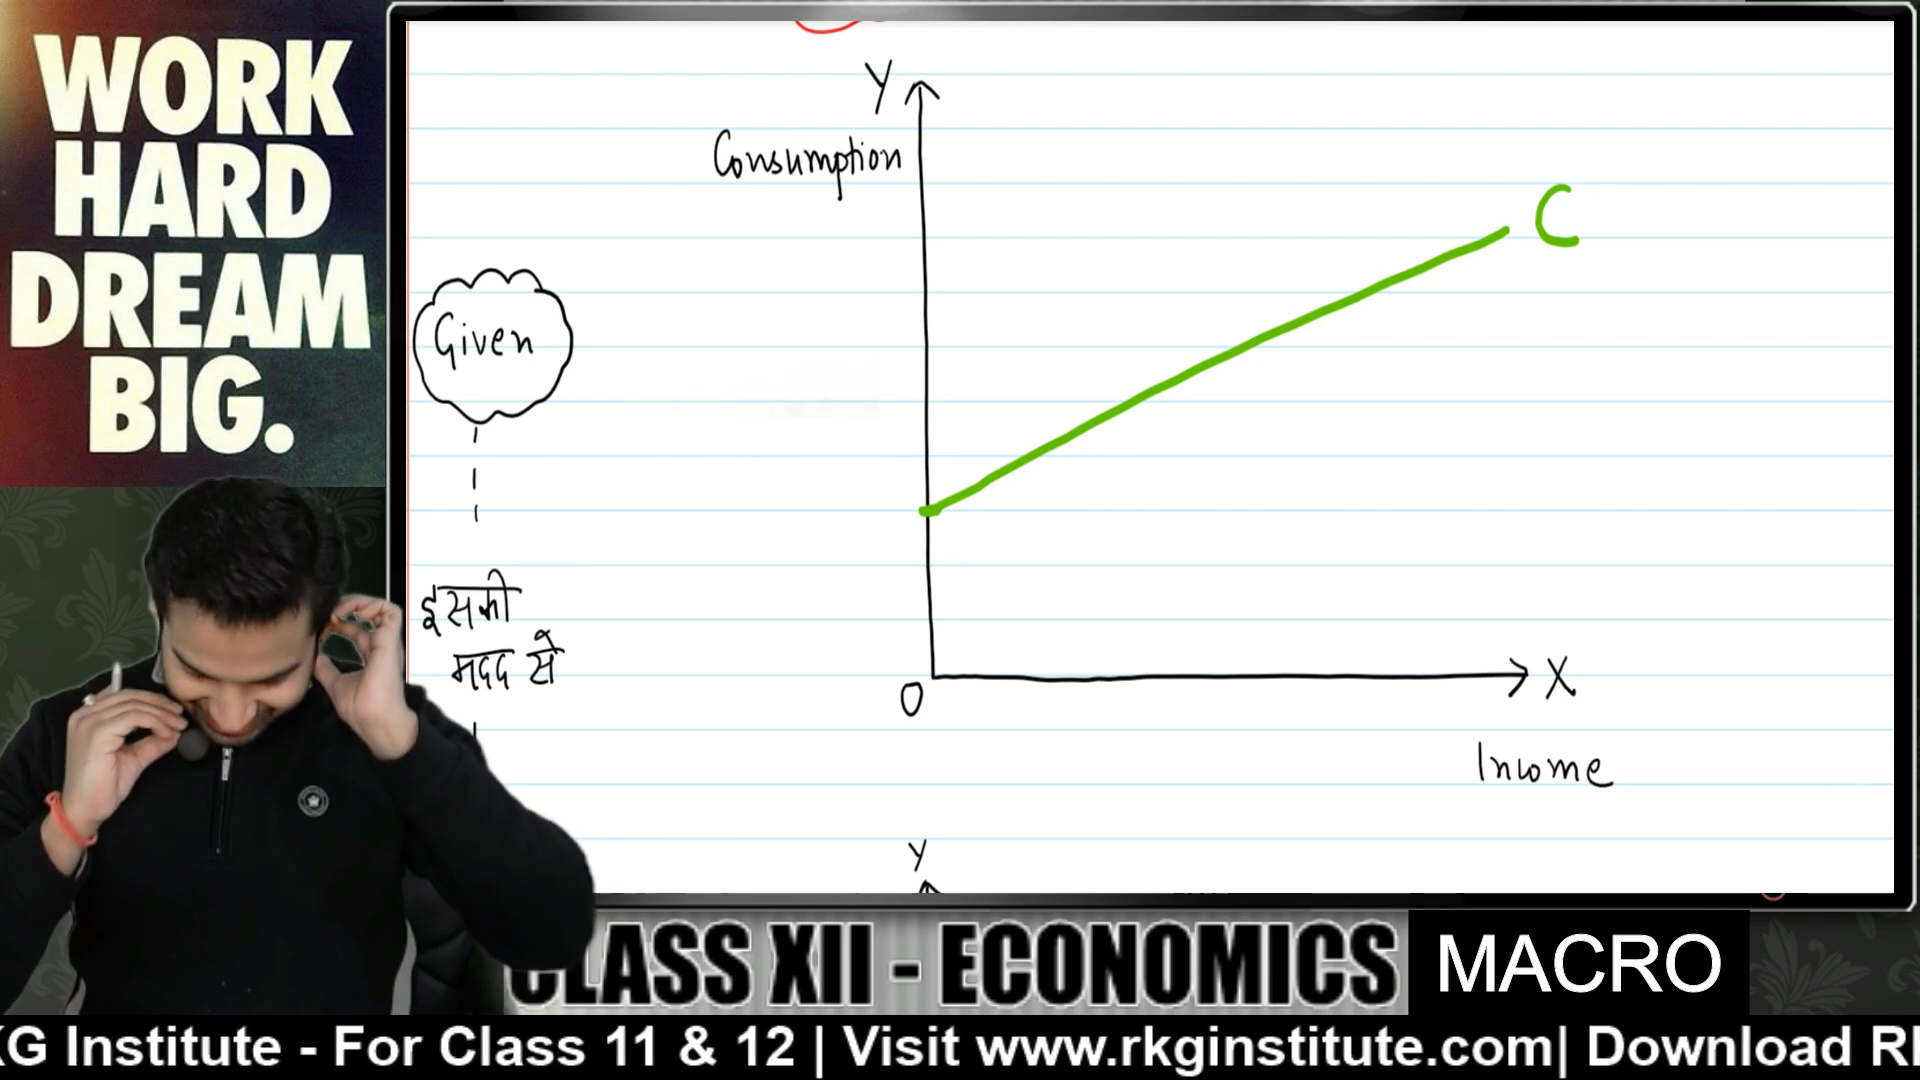 WORK
HARD
DREAM
BIG.
Y
Consumption
C
Given
इसकी
मदद से
O
X
Income
Y
CLASS XII - ECONOMICS
MACRO
KG Institute - For Class 11 & 12 | Visit www.rkginstitute.com| Download